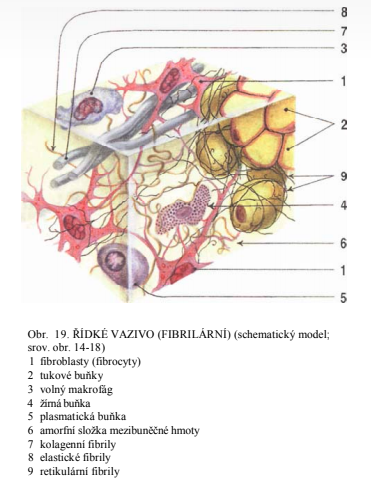 8
7
3
1
2
9
4
6
1
5
Obr. 19. ŘÍDKÉ VAZIVO (FIBRILÁRNÍ) (schematický model;
srov. obr. 14-18)
1 fibroblasty (fibrocyty)
2 tukové buňky
3 volný makrofág
4 žírná buňka
5 plasmatická buňka
6 amorfní složka mezibuněčné hmoty
7 kolagenní fibrily
8 elastické fibrily
9 retikulární fibrily